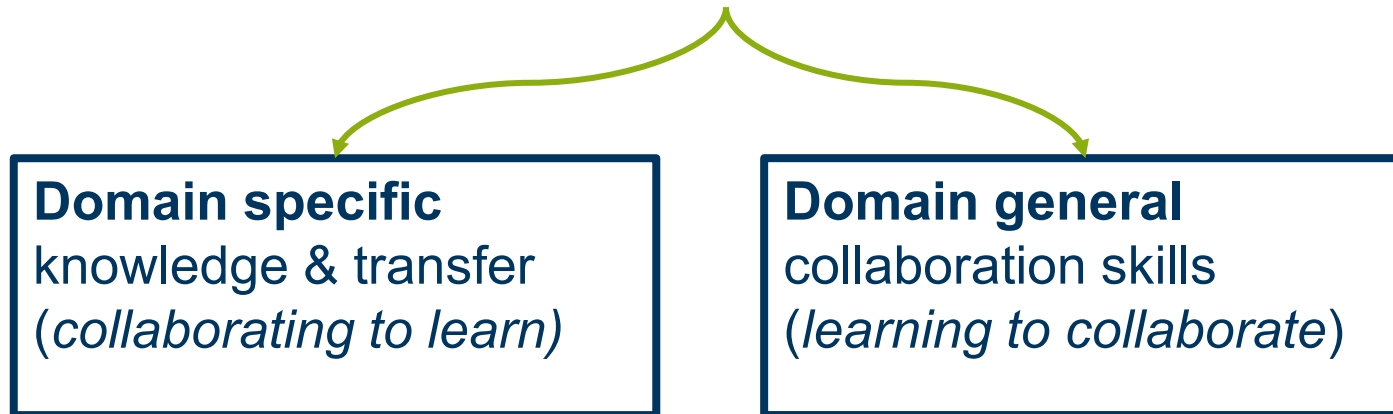 Domain specific
knowledge & transfer
(collaborating to learn)
Domain general
collaboration skills
(learning to collaborate)